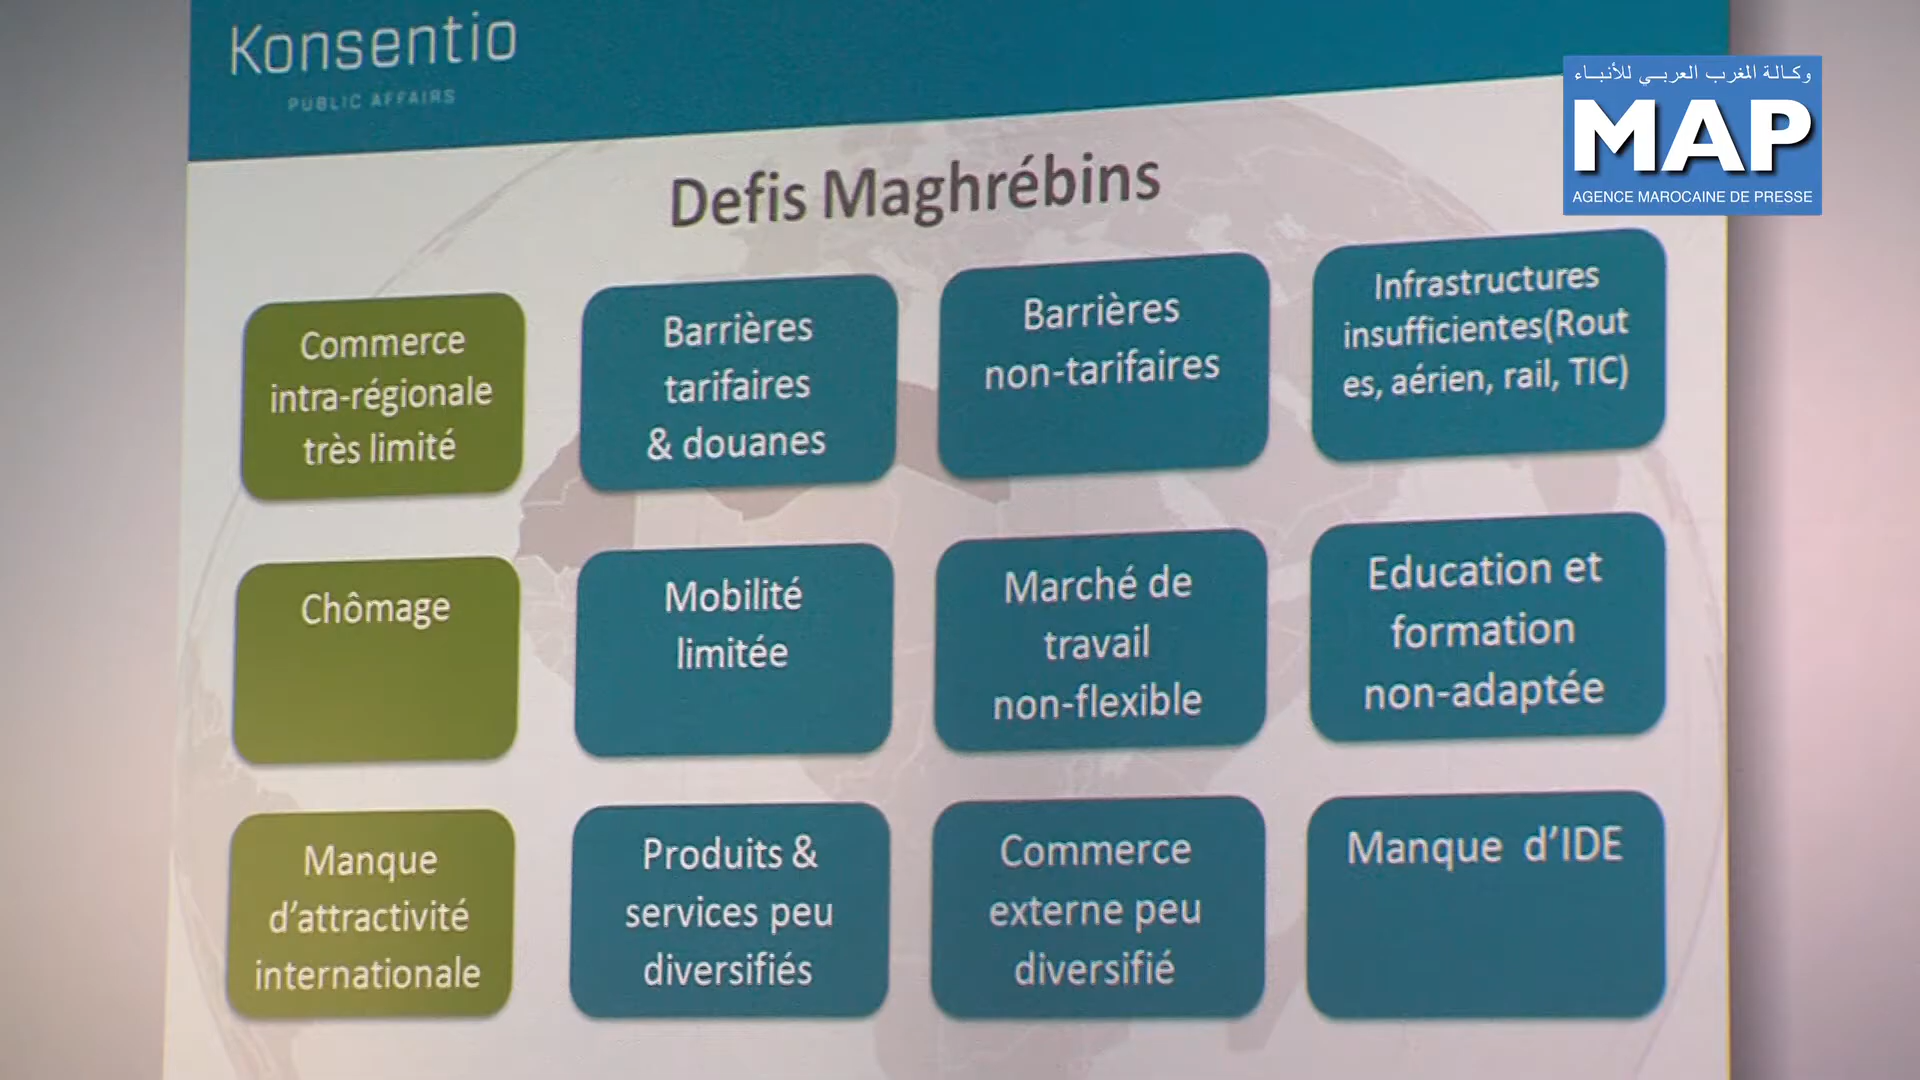 Konsentio
PUBLIC AFFAIRS
وكالة المغرب العربي للأنباء
MAP
AGENCE MAROCAINE DE PRESSE
Defis Maghrébins
Commerce
intra-régionale
très limité
Barrières
tarifaires
& douanes
Barrières
non-tarifaires
Infrastructures
insufficientes(Rout
es, aérien, rail, TIC)
Chômage
Mobilité
limitée
Marché de
travail
non-flexible
Education et
formation
non-adaptée
Manque
d’attractivité
internationale
Produits &
services peu
diversifiés
Commerce
externe peu
diversifié
Manque d’IDE